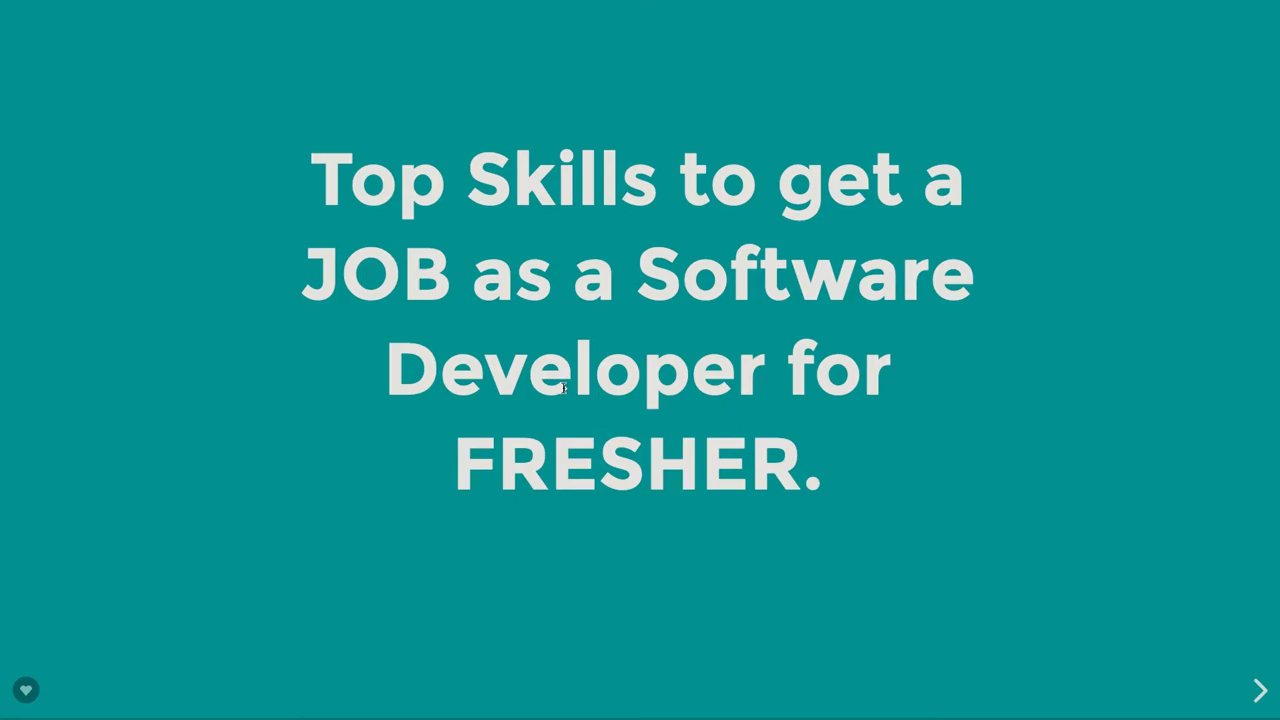 Top Skills to get a
JOB as a Software
Developer for
FRESHER.